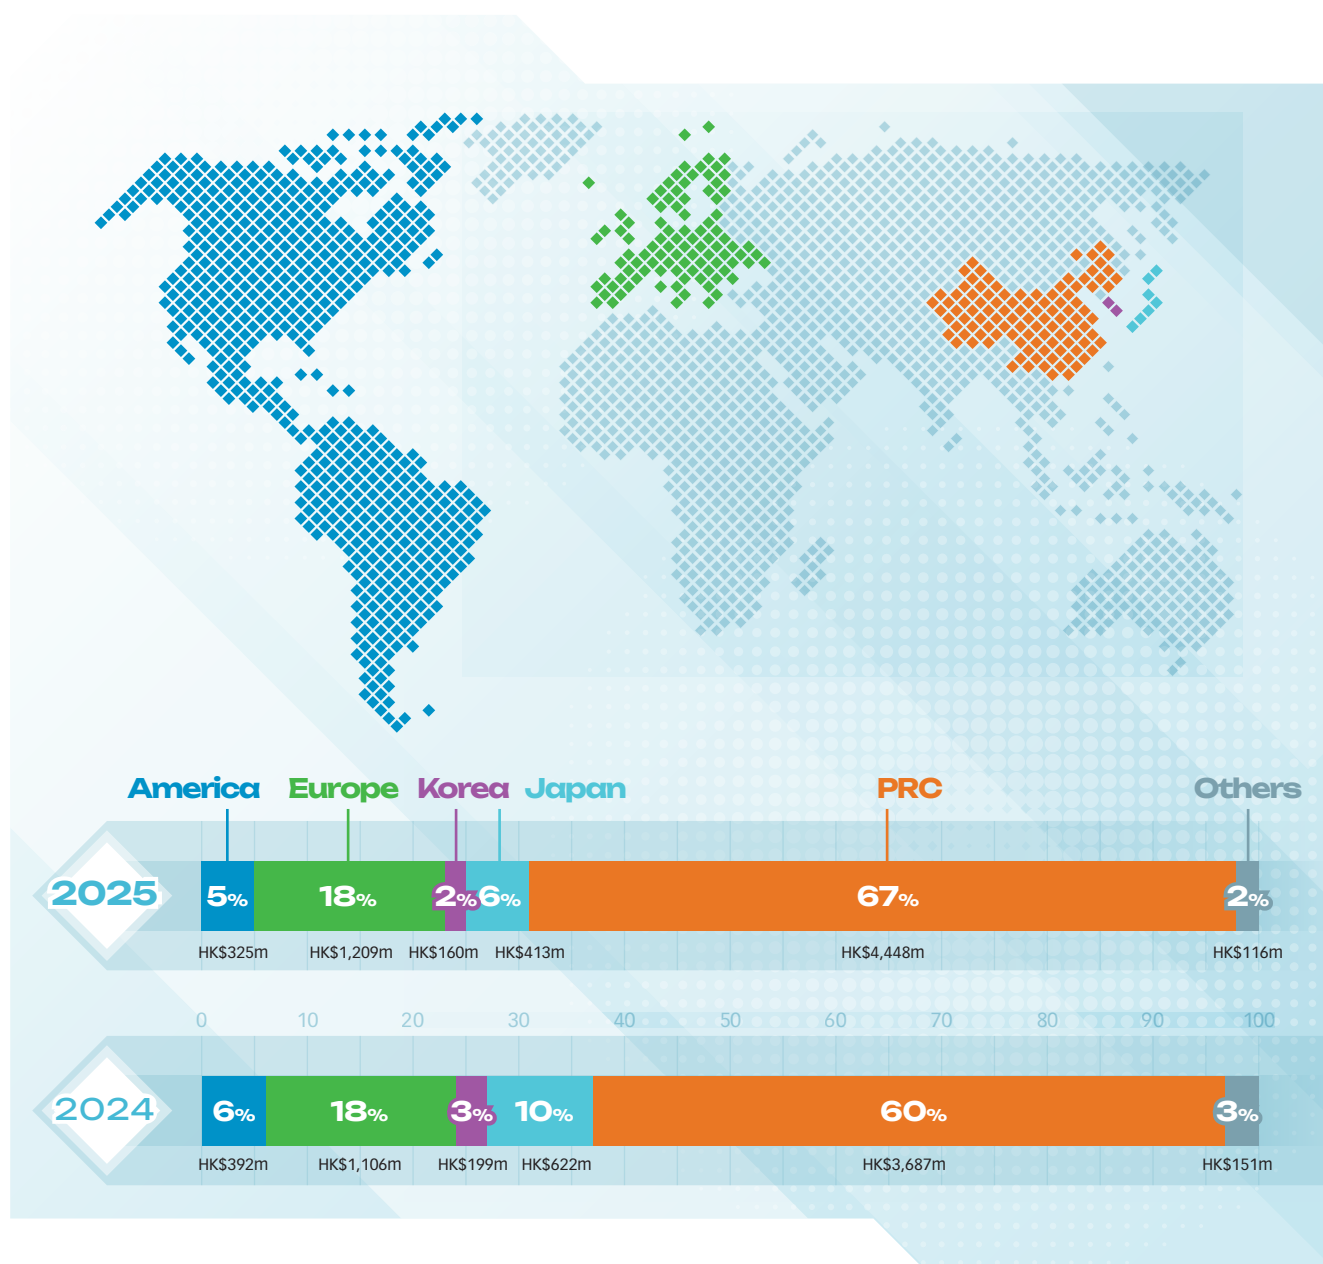 America Europe Korea Japan PRC Others
2025 5% 18% 2% 6% 67% 2%
HK$325m HK$1,209m HK$160m HK$413m HK$4,448m HK$116m
0 10 20 30 40 50 60 70 80 90 100
2024 6% 18% 3% 10% 60% 3%
HK$392m HK$1,106m HK$199m HK$622m HK$3,687m HK$151m